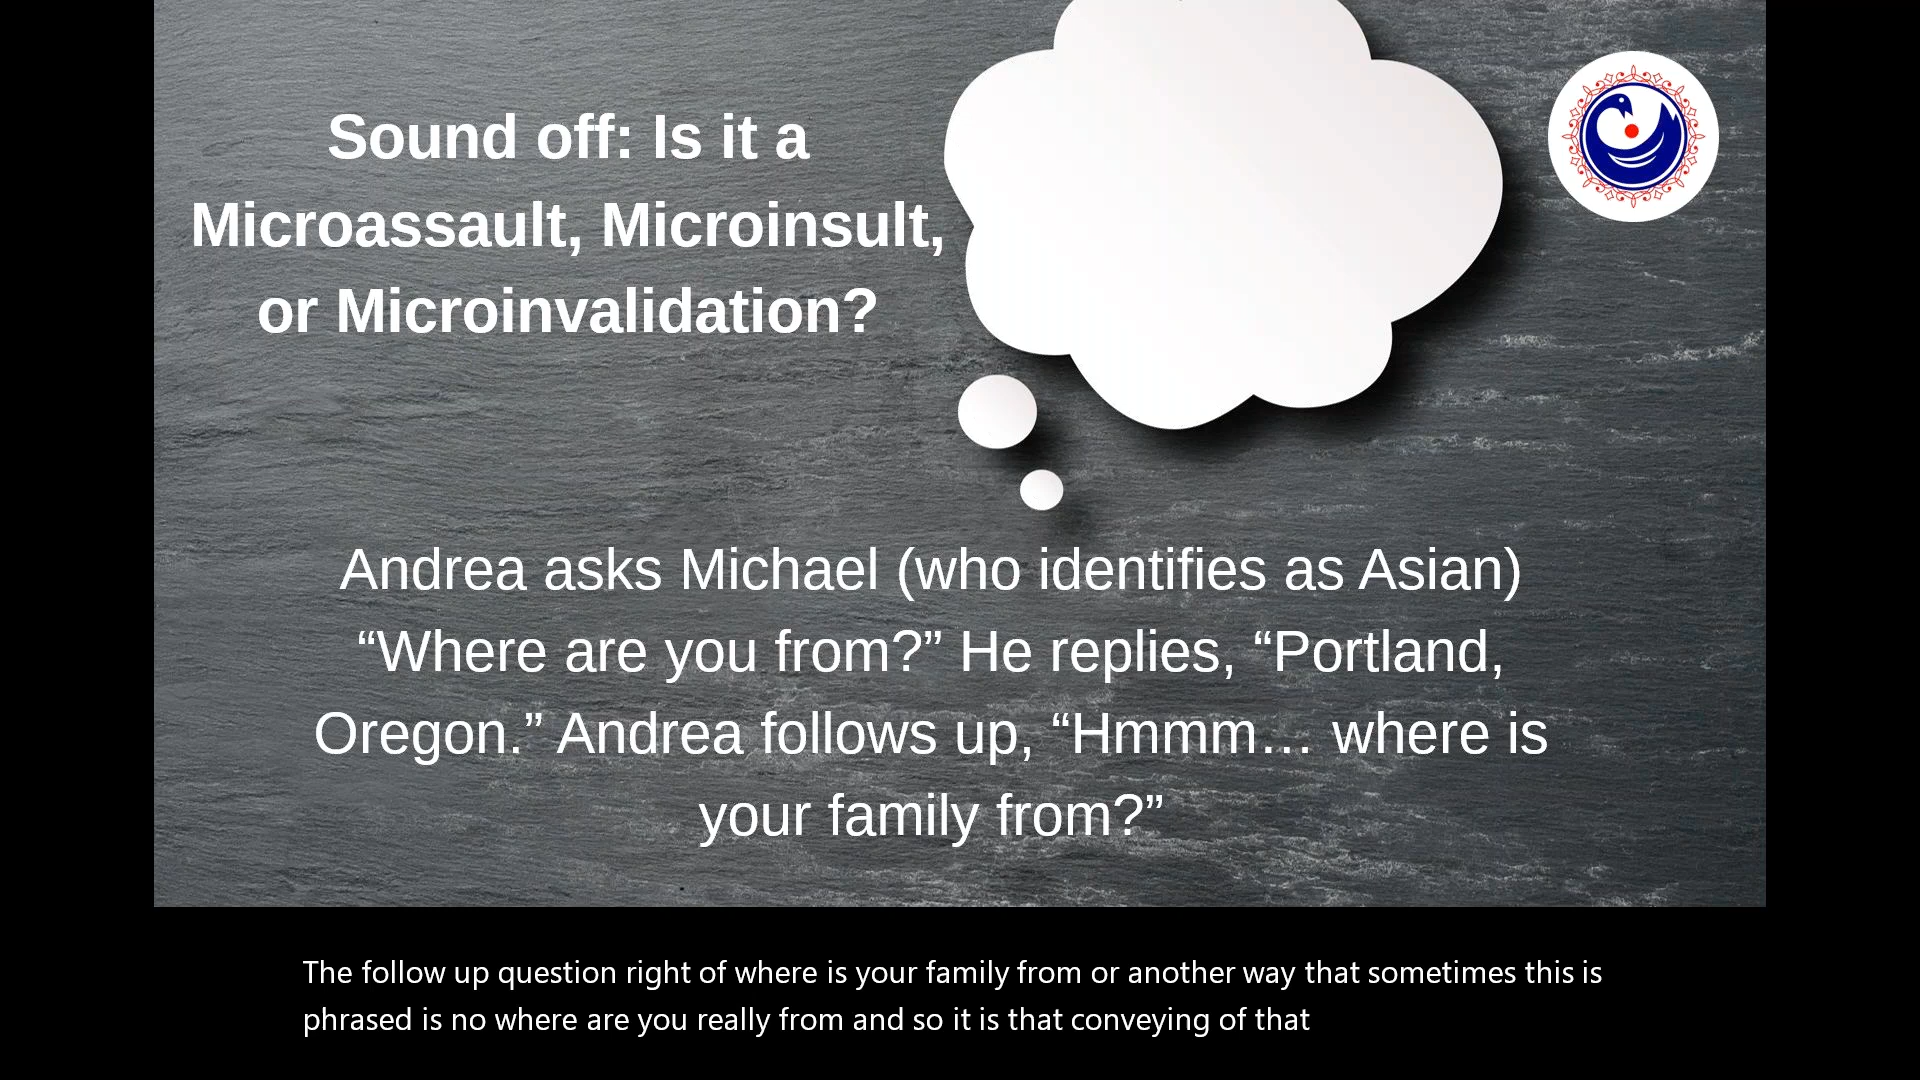 Sound off: Is it a
Microassault, Microinsult,
or Microinvalidation?
Andrea asks Michael (who identifies as Asian)
“Where are you from?” He replies, “Portland,
Oregon.” Andrea follows up, “Hmmm… where is
your family from?”
The follow up question right of where is your family from or another way that sometimes this is
phrased is no where are you really from and so it is that conveying of that